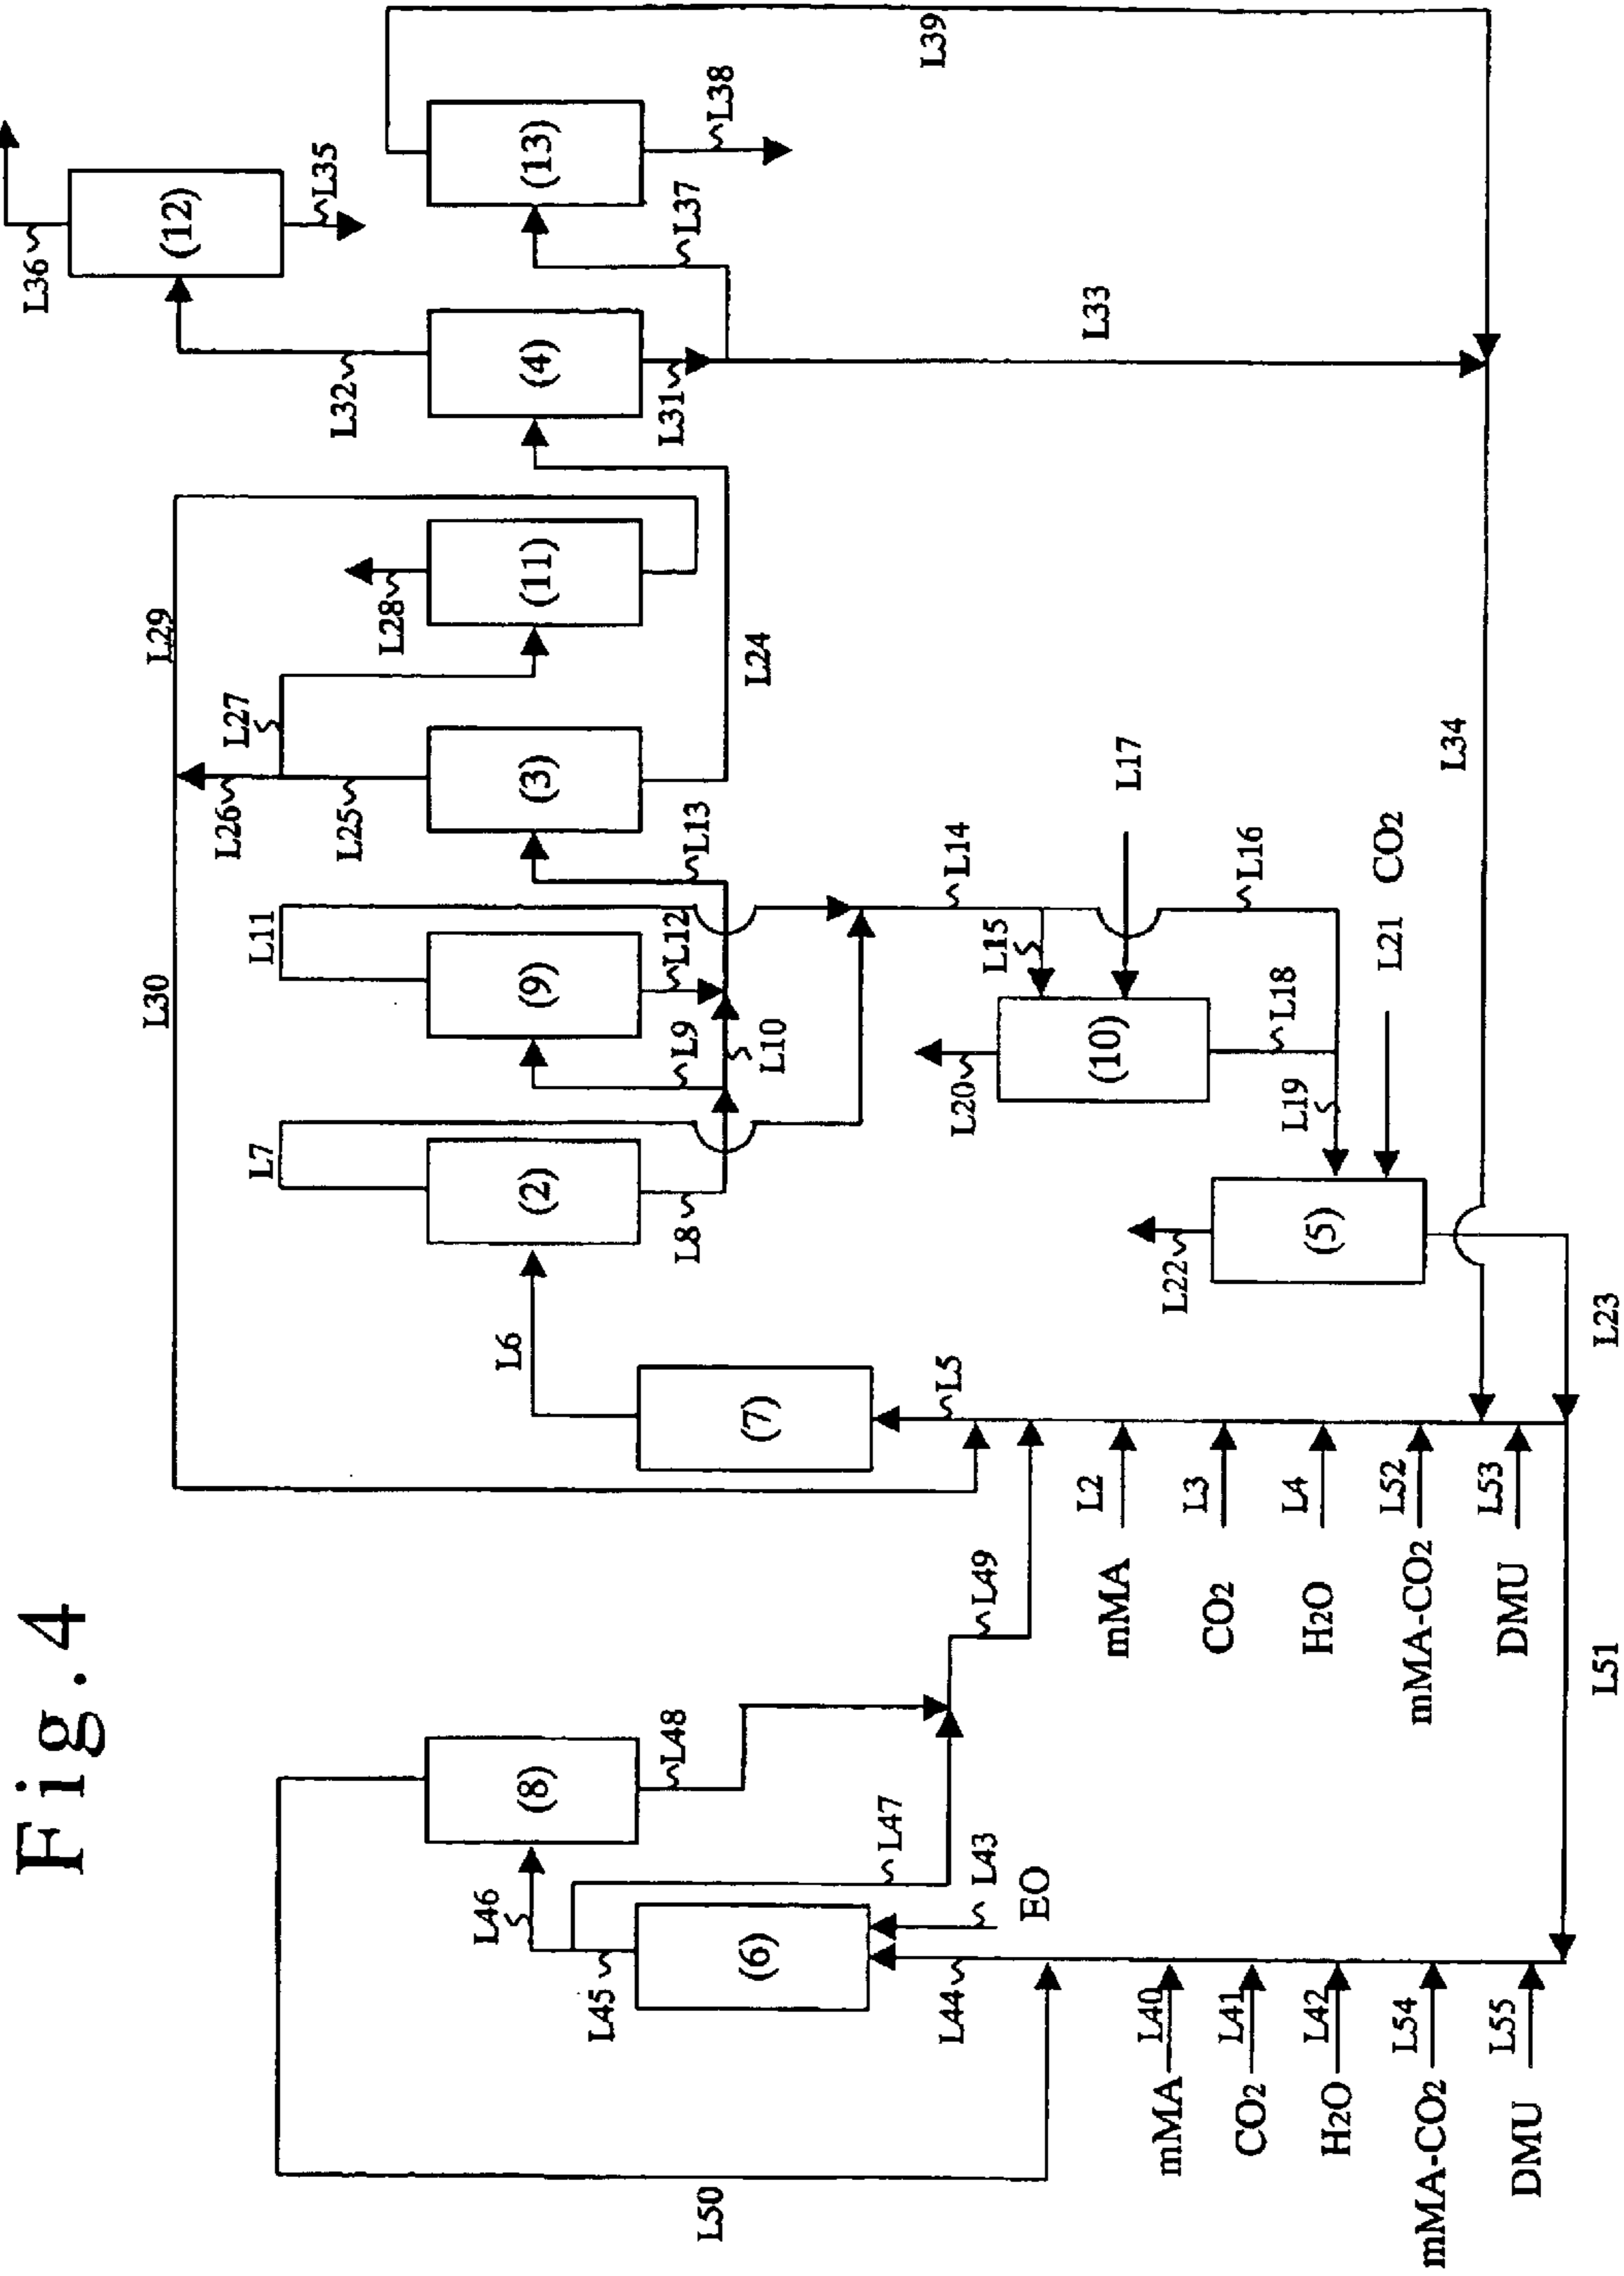 Fig.4
L36
(12)
L35
L32
(4)
L31
(13)
L37
L38
L39
L33
L29
L30
L26
L27
L25
(3)
L28
(11)
L24
L11
(9)
L12
L13
L9
L10
L7
(2)
L8
L6
(7)
L5
L14
L15
L17
L16
L20
(10)
L18
L19
L21 CO2
L22
(5)
L23
L34
mMA L2
CO2 L3
H2O L4
mMA-CO2 L52
DMU L53
L51
(8)
L48
L49
L46
L47
L45
(6)
L43
EO
L44
L50
mMA L40
CO2 L41
H2O L42
mMA-CO2 L54
DMU L55